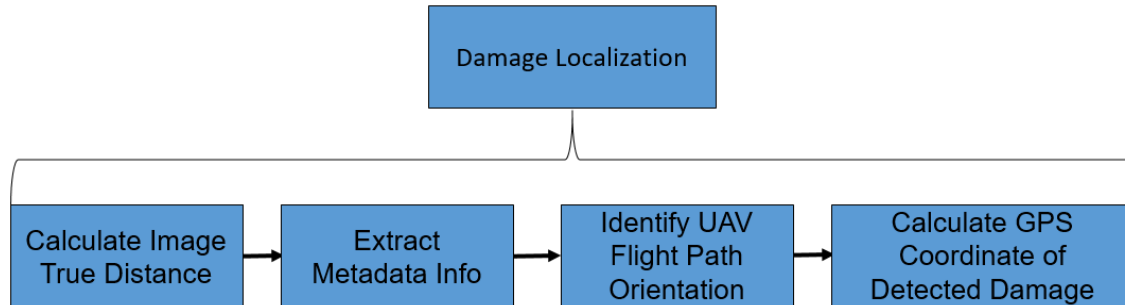 Damage Localization
Calculate Image
True Distance
Extract
Metadata Info
Identify UAV
Flight Path
Orientation
Calculate GPS
Coordinate of
Detected Damage